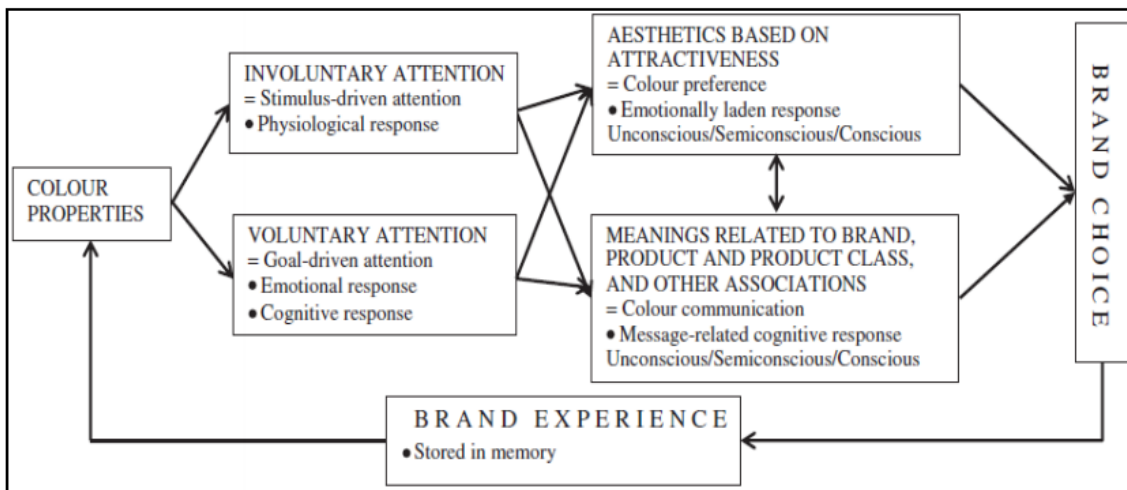 COLOUR
PROPERTIES
INVOLUNTARY ATTENTION
= Stimulus-driven attention
● Physiological response
VOLUNTARY ATTENTION
= Goal-driven attention
● Emotional response
● Cognitive response
AESTHETICS BASED ON
ATTRACTIVENESS
= Colour preference
● Emotionally laden response
Unconscious/Semiconscious/Conscious
MEANINGS RELATED TO BRAND,
PRODUCT AND PRODUCT CLASS,
AND OTHER ASSOCIATIONS
= Colour communication
● Message-related cognitive response
Unconscious/Semiconscious/Conscious
BRAND CHOICE
BRAND EXPERIENCE
● Stored in memory